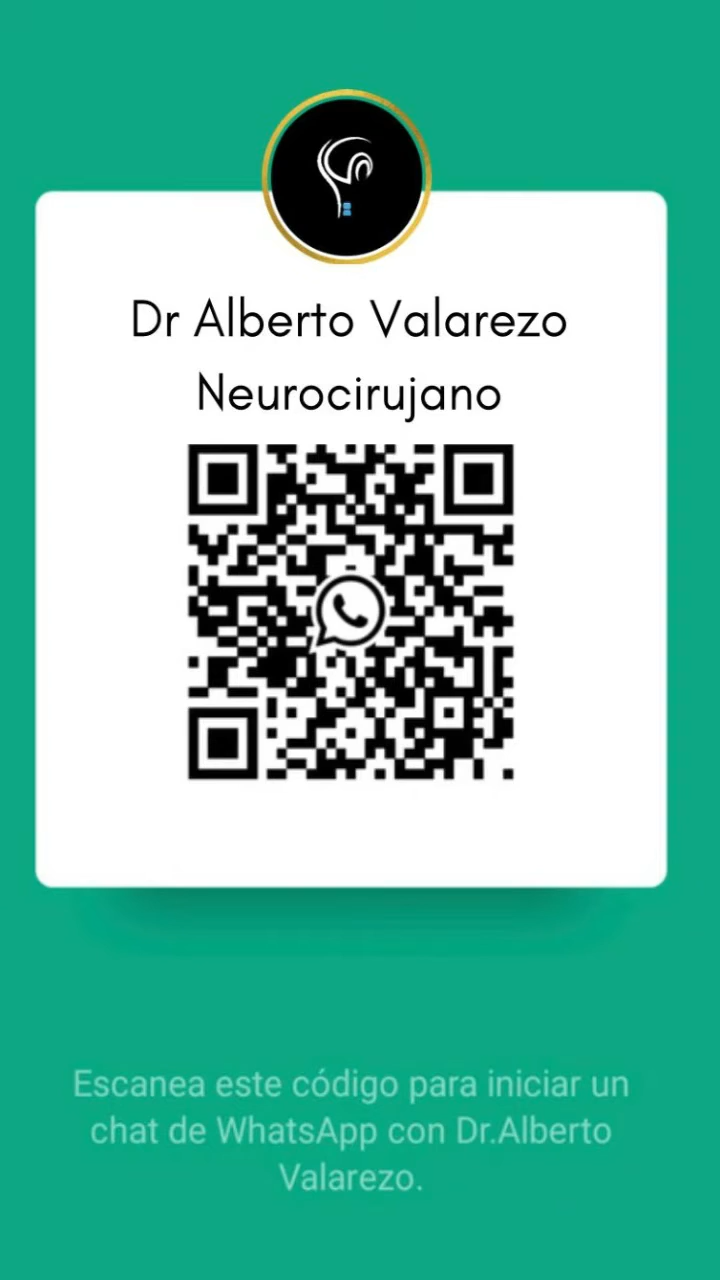 Dr Alberto Valarezo
Neurocirujano
Escanea este código para iniciar un
chat de WhatsApp con Dr.Alberto
Valarezo.